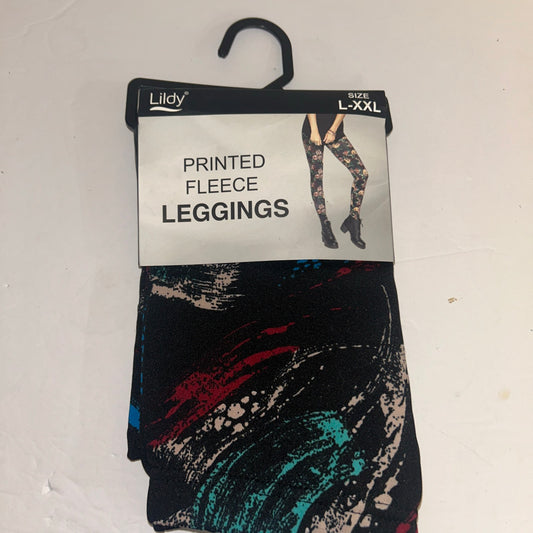 Lildy®
SIZE
L-XXL
PRINTED
FLEECE
LEGGINGS